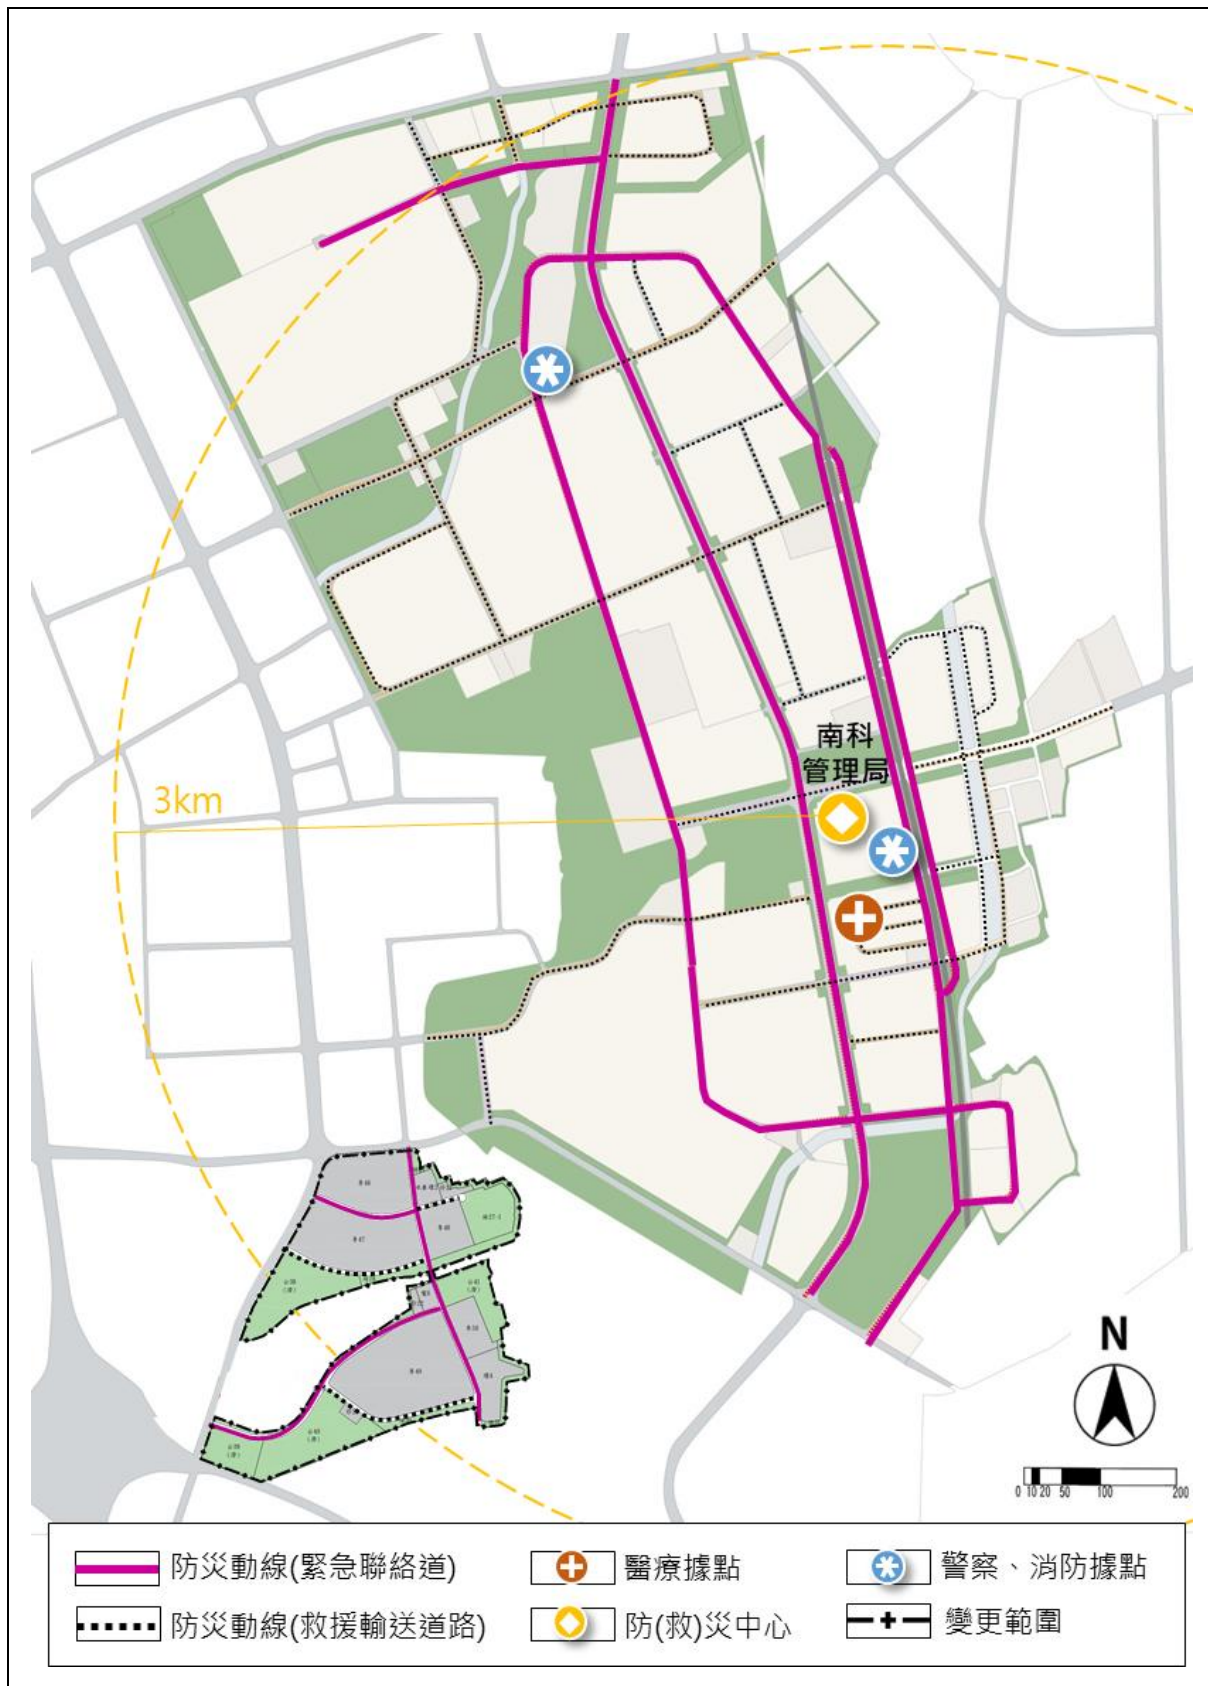 南科
管理局
3km
N
0 10 20 50 100 200
防災動線(緊急聯絡道)
醫療據點
警察、消防據點
防災動線(救援輸送道路)
防(救)災中心
變更範圍